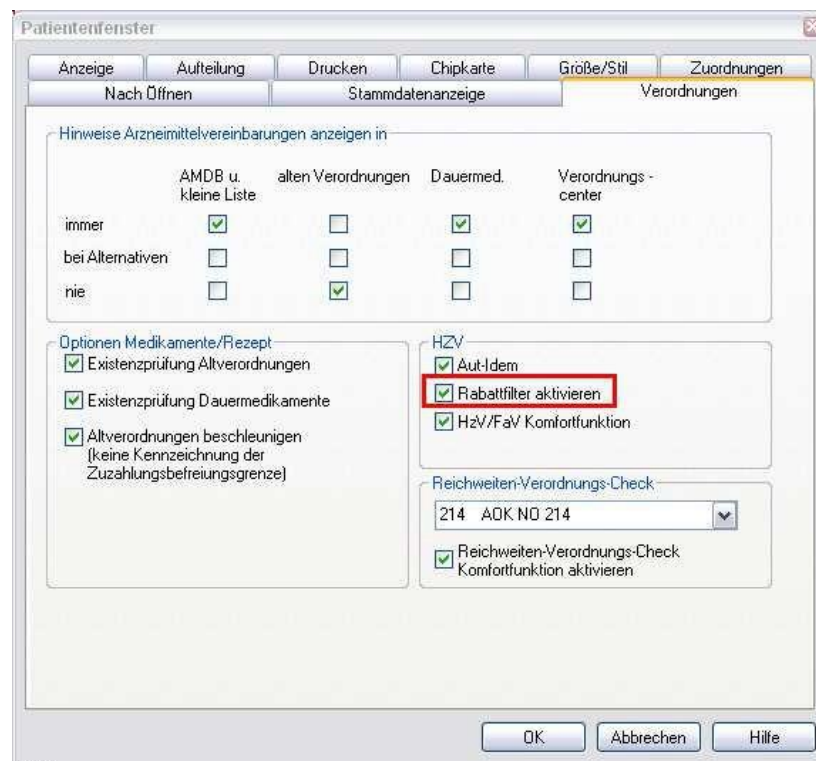 Patientenfenster
Anzeige Aufteilung Drucken Chipkarte Größe/Stil Zuordnungen
Nach Öffnen Stammdatenanzeige Verordnungen
Hinweise Arzneimittelvereinbarungen anzeigen in
AMDB u. alten Verordnungen Dauermed. Verordnungs -
kleine Liste center
immer
bei Alternativen
nie
Optionen Medikamente/Rezept
Existenzprüfung Altverordnungen
Existenzprüfung Dauermedikamente
Altverordnungen beschleunigen
(keine Kennzeichnung der
Zuzahlungsbefreiungsgrenze)
HZV
Aut-Idem
Rabattfilter aktivieren
HzV/FaV Komfortfunktion
Reichweiten-Verordnungs-Check
214 AOK NO 214
Reichweiten-Verordnungs-Check
Komfortfunktion aktivieren
OK Abbrechen Hilfe